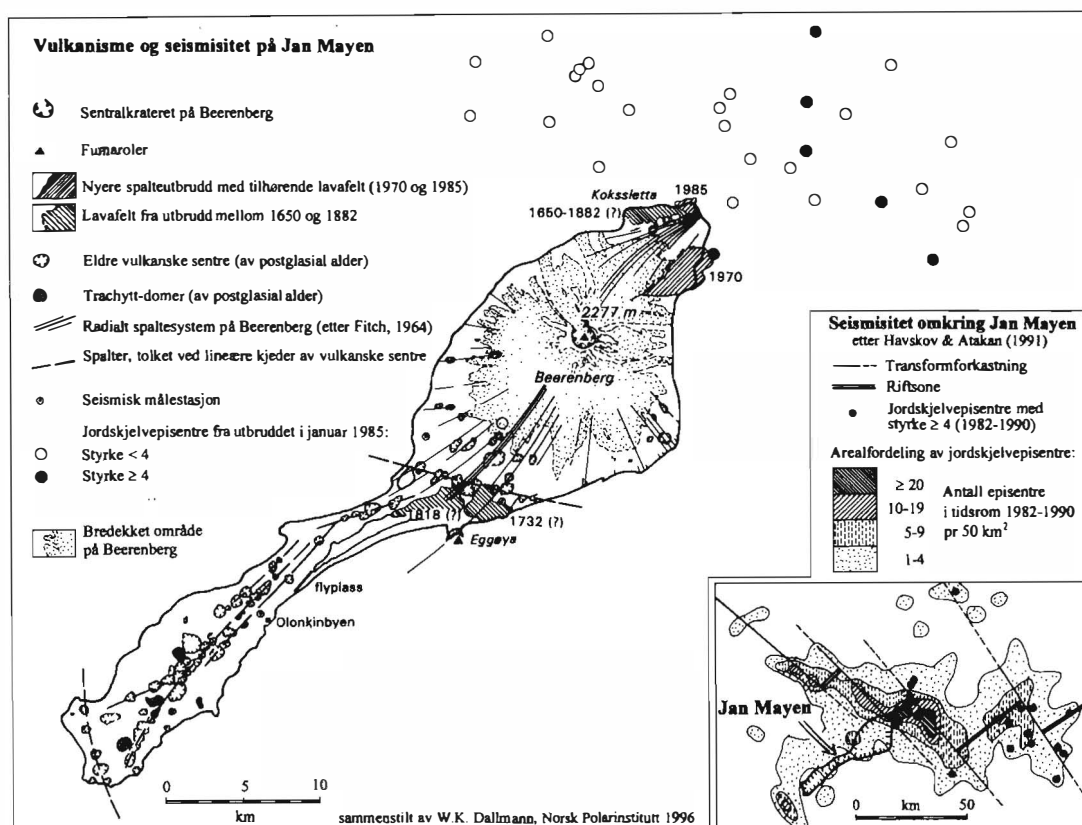 Vulkanisme og seismisitet på Jan Mayen
Sentralkrateret på Beerenberg
Fumaroler
Nyere spalteutbrudd med tilhørende lavafelt (1970 og 1985)
Lavafelt fra utbrudd mellom 1650 og 1882
Eldre vulkanske sentre (av postglasial alder)
Trachytt-domer (av postglasial alder)
Radialt spaltesystem på Beerenberg (etter Fitch, 1964)
Spalter, tolket ved lineære kjeder av vulkanske sentre
Seismisk målestasjon
Jordskjelvepisentre fra utbruddet i januar 1985:
Styrke < 4
Styrke ≥ 4
Bredekket område
på Beerenberg
Kokssletta
1985
1650-1882 (?)
1970
2277 m
Beerenberg
1818 (?)
1732 (?)
Eggøya
flyplass
Olonkinbyen
0 5 10
km
sammenstilt av W.K. Dallmann, Norsk Polarinstitutt 1996
Seismisitet omkring Jan Mayen
etter Havskov & Atakan (1991)
Transformforkastning
Riftsone
Jordskjelvepisentre med
styrke ≥ 4 (1982-1990)
Arealfordeling av jordskjelvepisentre:
≥ 20
10-19
5-9
1-4
Antall episentre
i tidsrom 1982-1990
pr 50 km²
Jan Mayen
0 km 50